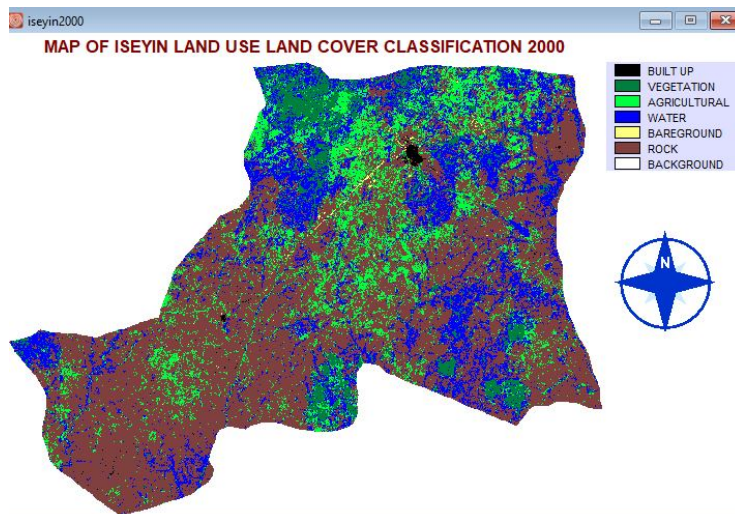 iseyin2000
MAP OF ISEYIN LAND USE LAND COVER CLASSIFICATION 2000
BUILT UP
VEGETATION
AGRICULTURAL
WATER
BAREGROUND
ROCK
BACKGROUND
N